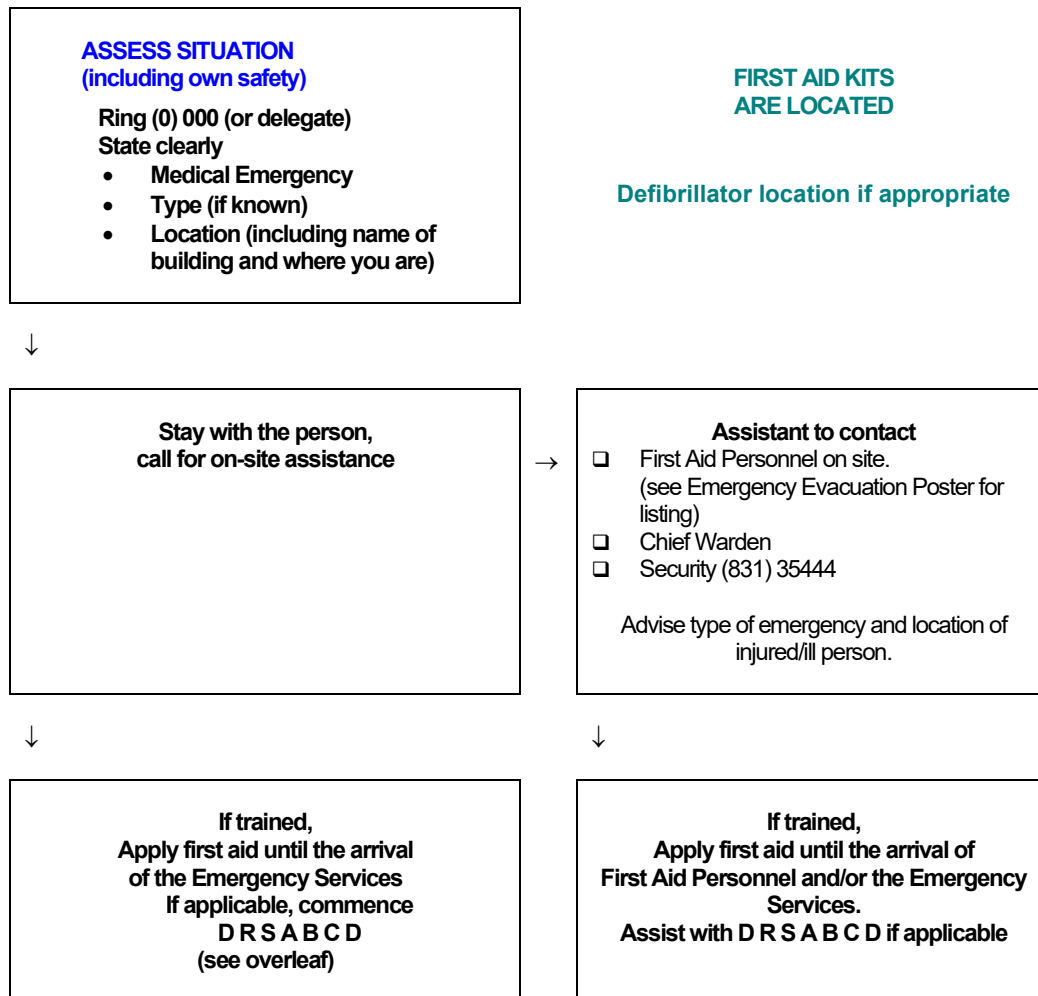 ASSESS SITUATION
(including own safety)
Ring (0) 000 (or delegate)
State clearly
• Medical Emergency
• Type (if known)
• Location (including name of
building and where you are)
FIRST AID KITS
ARE LOCATED
Defibrillator location if appropriate
↓
Stay with the person,
call for on-site assistance
→
Assistant to contact
❑ First Aid Personnel on site.
(see Emergency Evacuation Poster for
listing)
❑ Chief Warden
❑ Security (831) 35444
Advise type of emergency and location of
injured/ill person.
↓
↓
If trained,
Apply first aid until the arrival
of the Emergency Services
If applicable, commence
D R S A B C D
(see overleaf)
If trained,
Apply first aid until the arrival of
First Aid Personnel and/or the Emergency
Services.
Assist with D R S A B C D if applicable